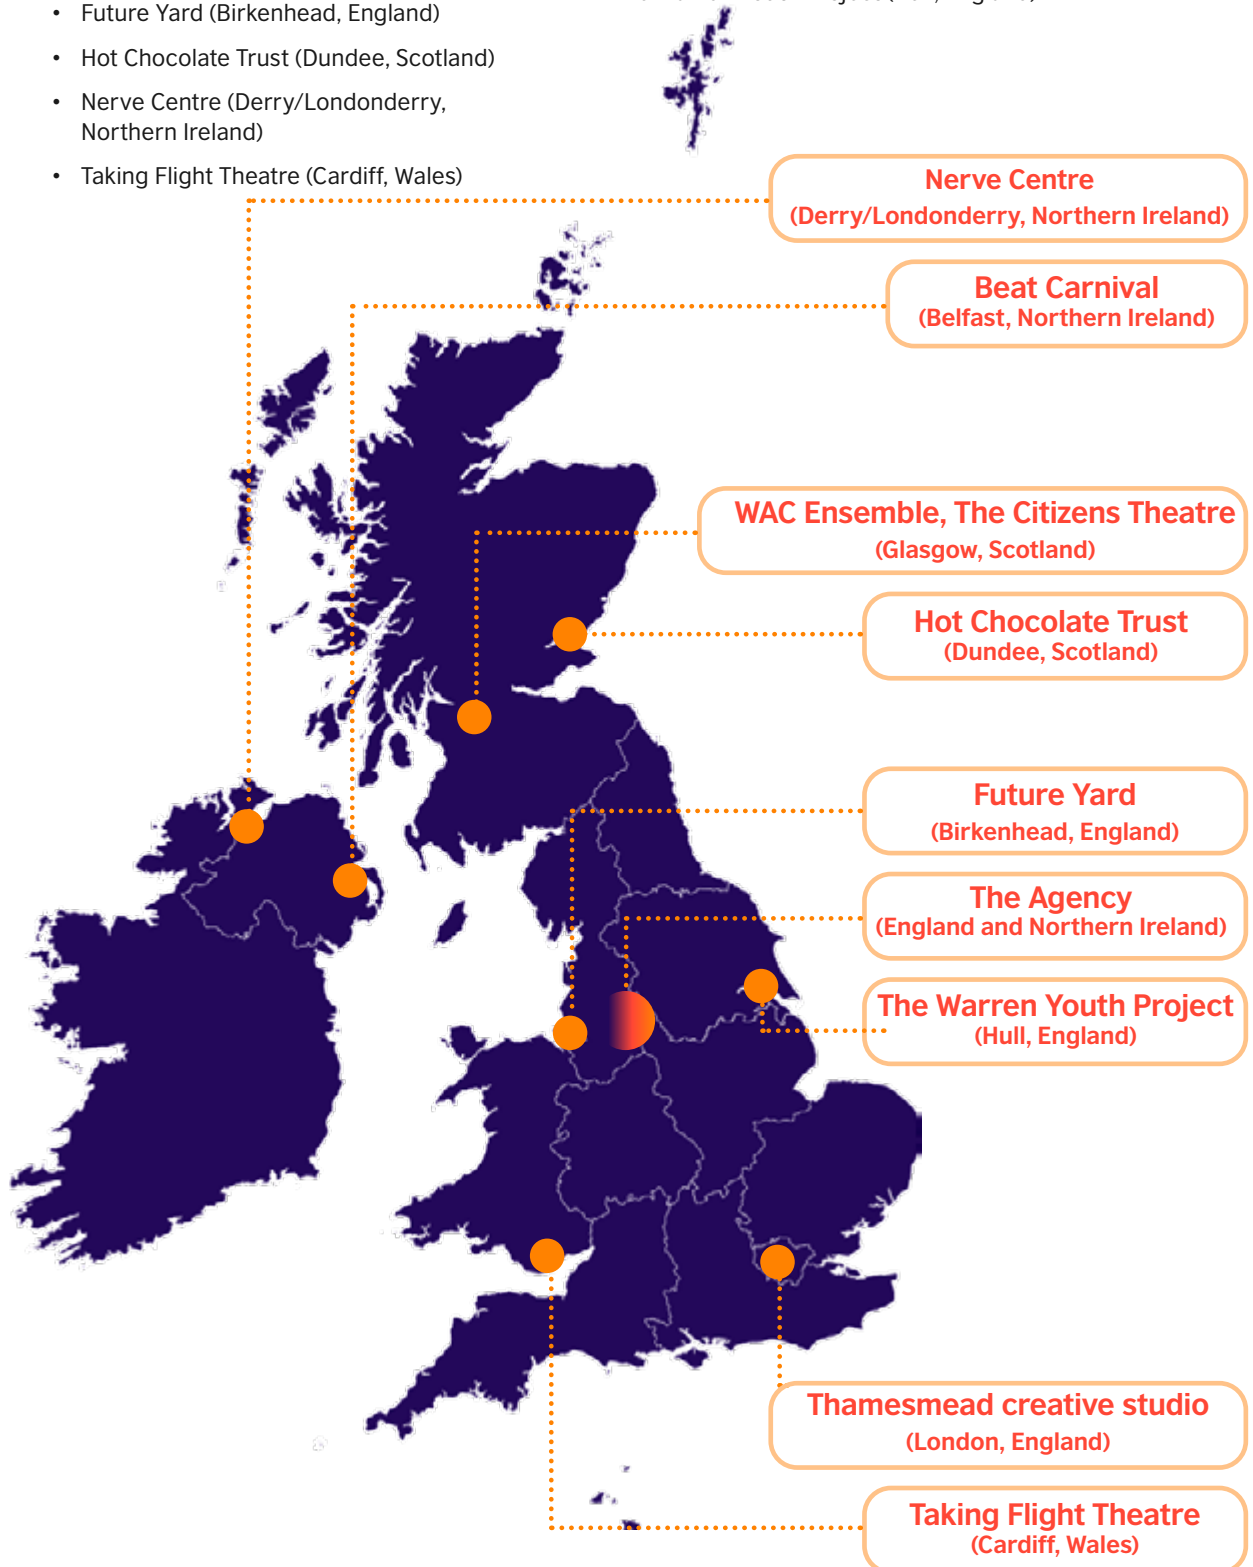 • Future Yard (Birkenhead, England)
• Hot Chocolate Trust (Dundee, Scotland)
• Nerve Centre (Derry/Londonderry,
Northern Ireland)
• Taking Flight Theatre (Cardiff, Wales)
Nerve Centre
(Derry/Londonderry, Northern Ireland)
Beat Carnival
(Belfast, Northern Ireland)
WAC Ensemble, The Citizens Theatre
(Glasgow, Scotland)
Hot Chocolate Trust
(Dundee, Scotland)
Future Yard
(Birkenhead, England)
The Agency
(England and Northern Ireland)
The Warren Youth Project
(Hull, England)
Thamesmead creative studio
(London, England)
Taking Flight Theatre
(Cardiff, Wales)